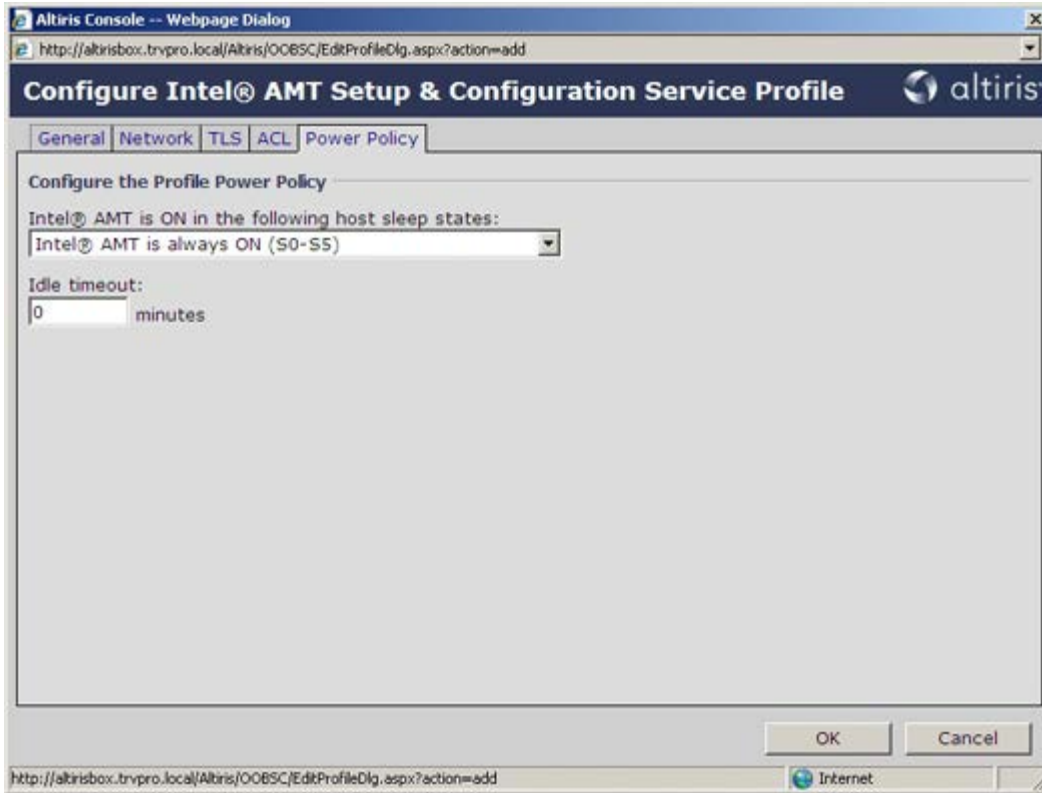 Altiris Console -- Webpage Dialog
http://altirisbox.trvpro.local/Altiris/OOBSC/EditProfileDlg.aspx?action=add
Configure Intel® AMT Setup & Configuration Service Profile
altiris
General Network TLS ACL Power Policy
Configure the Profile Power Policy
Intel® AMT is ON in the following host sleep states:
Intel® AMT is always ON (S0-S5)
Idle timeout:
0 minutes
OK Cancel
http://altirisbox.trvpro.local/Altiris/OOBSC/EditProfileDlg.aspx?action=add Internet